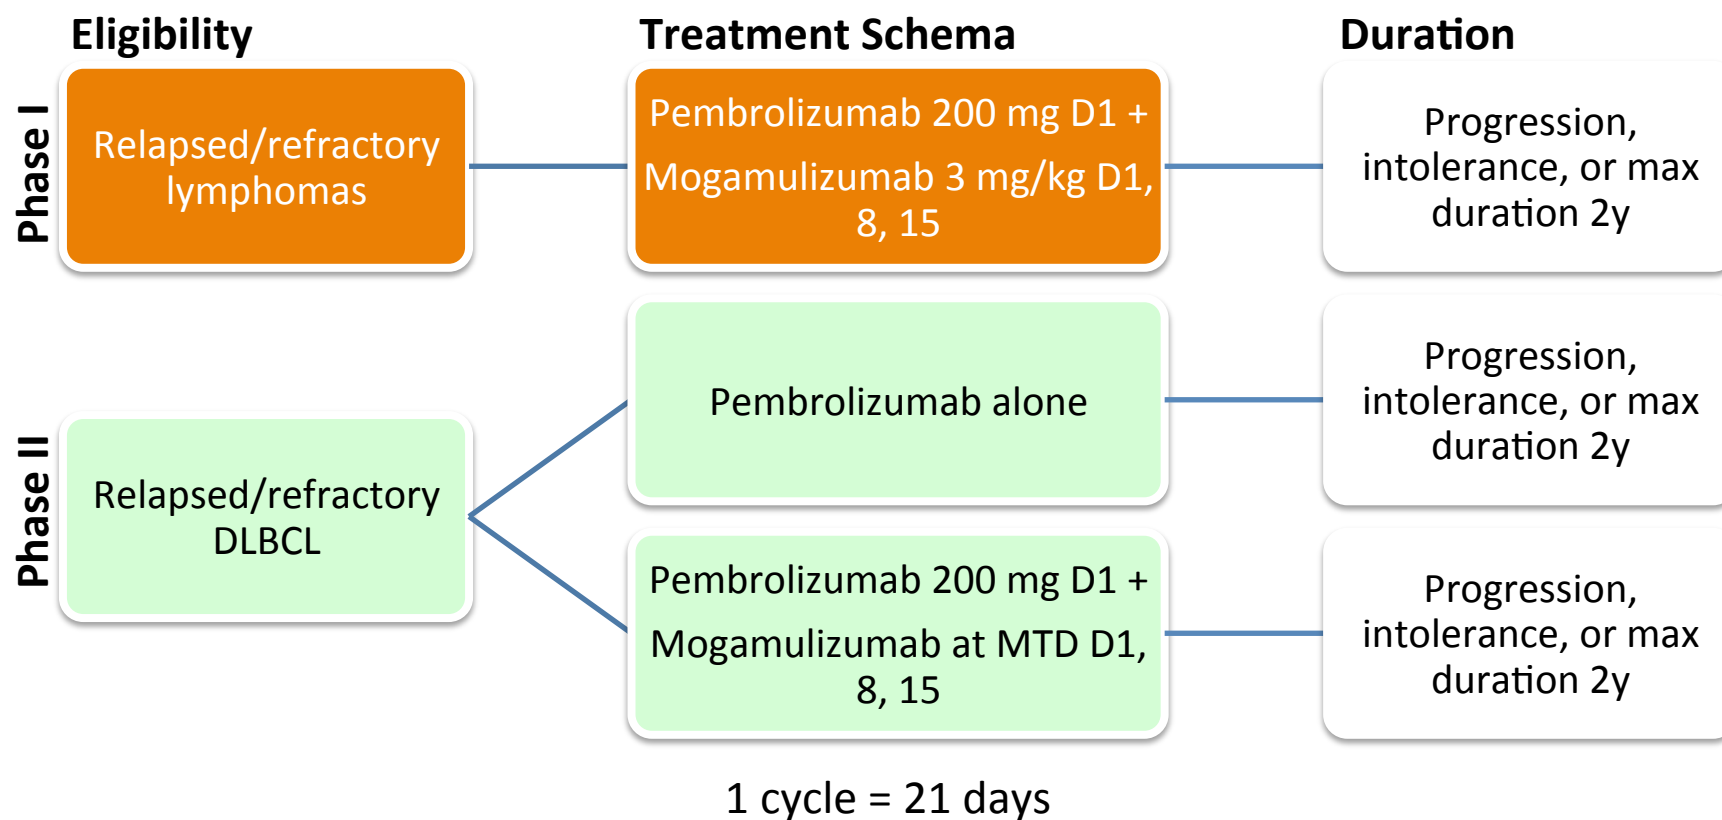 Eligibility
Treatment Schema
Duration
Phase I
Relapsed/refractory
lymphomas
Pembrolizumab 200 mg D1 +
Mogamulizumab 3 mg/kg D1,
8, 15
Progression,
intolerance, or max
duration 2y
Phase II
Relapsed/refractory
DLBCL
Pembrolizumab alone
Progression,
intolerance, or max
duration 2y
Pembrolizumab 200 mg D1 +
Mogamulizumab at MTD D1,
8, 15
Progression,
intolerance, or max
duration 2y
1 cycle = 21 days